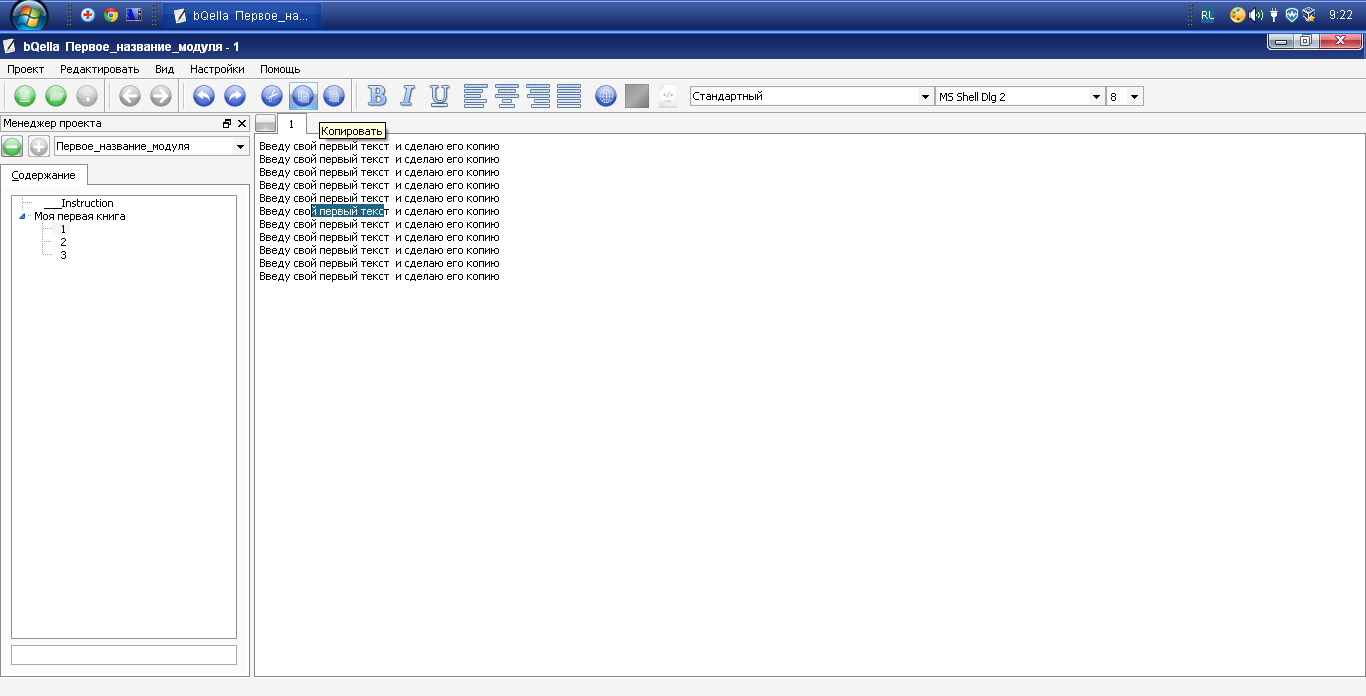 bQella Первое_на...
RL
9:22
bQella Первое_название_модуля - 1
Проект Редактировать Вид Настройки Помощь
B I U
Стандартный
MS Shell Dlg 2
8
Менеджер проекта
1
Копировать
Первое_название_модуля
Содержание
___Instruction
Моя первая книга
1
2
3
Введу свой первый текст и сделаю его копию
Введу свой первый текст и сделаю его копию
Введу свой первый текст и сделаю его копию
Введу свой первый текст и сделаю его копию
Введу свой первый текст и сделаю его копию
Введу свой первый текст и сделаю его копию
Введу свой первый текст и сделаю его копию
Введу свой первый текст и сделаю его копию
Введу свой первый текст и сделаю его копию
Введу свой первый текст и сделаю его копию
Введу свой первый текст и сделаю его копию